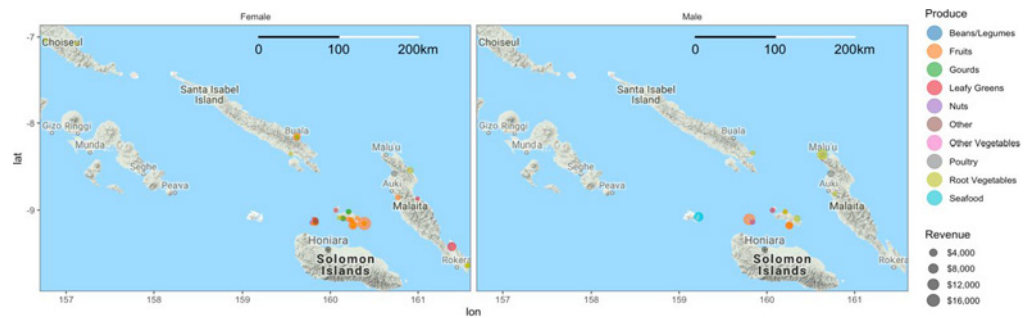 Female
Male
-7
-8
-9
lat
Choiseul
0 100 200km
Santa Isabel
Island
Gizo Ringgi
Munda
Seghe
Peava
Buala
Malu'u
Auki
Malaita
Honiara
Solomon
Islands
Rokera
157 158 159 160 161
Choiseul
0 100 200km
Santa Isabel
Island
Gizo Ringgi
Munda
Seghe
Peava
Buala
Malu'u
Auki
Malaita
Honiara
Solomon
Islands
Rokera
157 158 159 160 161
lon
Produce
Beans/Legumes
Fruits
Gourds
Leafy Greens
Nuts
Other
Other Vegetables
Poultry
Root Vegetables
Seafood
Revenue
$4,000
$8,000
$12,000
$16,000